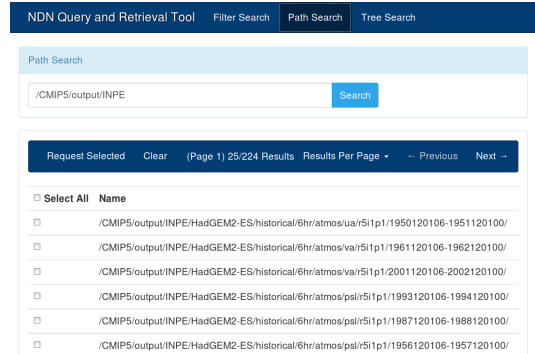 NDN Query and Retrieval Tool Filter Search Path Search Tree Search
Path Search
/CMIP5/output/INPE Search
Request Selected Clear (Page 1) 25/224 Results Results Per Page ← Previous Next →
Select All Name
/CMIP5/output/INPE/HadGEM2-ES/historical/6hr/atmos/ua/r5i1p1/1950120106-1951120100/
/CMIP5/output/INPE/HadGEM2-ES/historical/6hr/atmos/va/r5i1p1/1961120106-1962120100/
/CMIP5/output/INPE/HadGEM2-ES/historical/6hr/atmos/va/r5i1p1/2001120106-2002120100/
/CMIP5/output/INPE/HadGEM2-ES/historical/6hr/atmos/psl/r5i1p1/1993120106-1994120100/
/CMIP5/output/INPE/HadGEM2-ES/historical/6hr/atmos/psl/r5i1p1/1987120106-1988120100/
/CMIP5/output/INPE/HadGEM2-ES/historical/6hr/atmos/psl/r5i1p1/1956120106-1957120100/